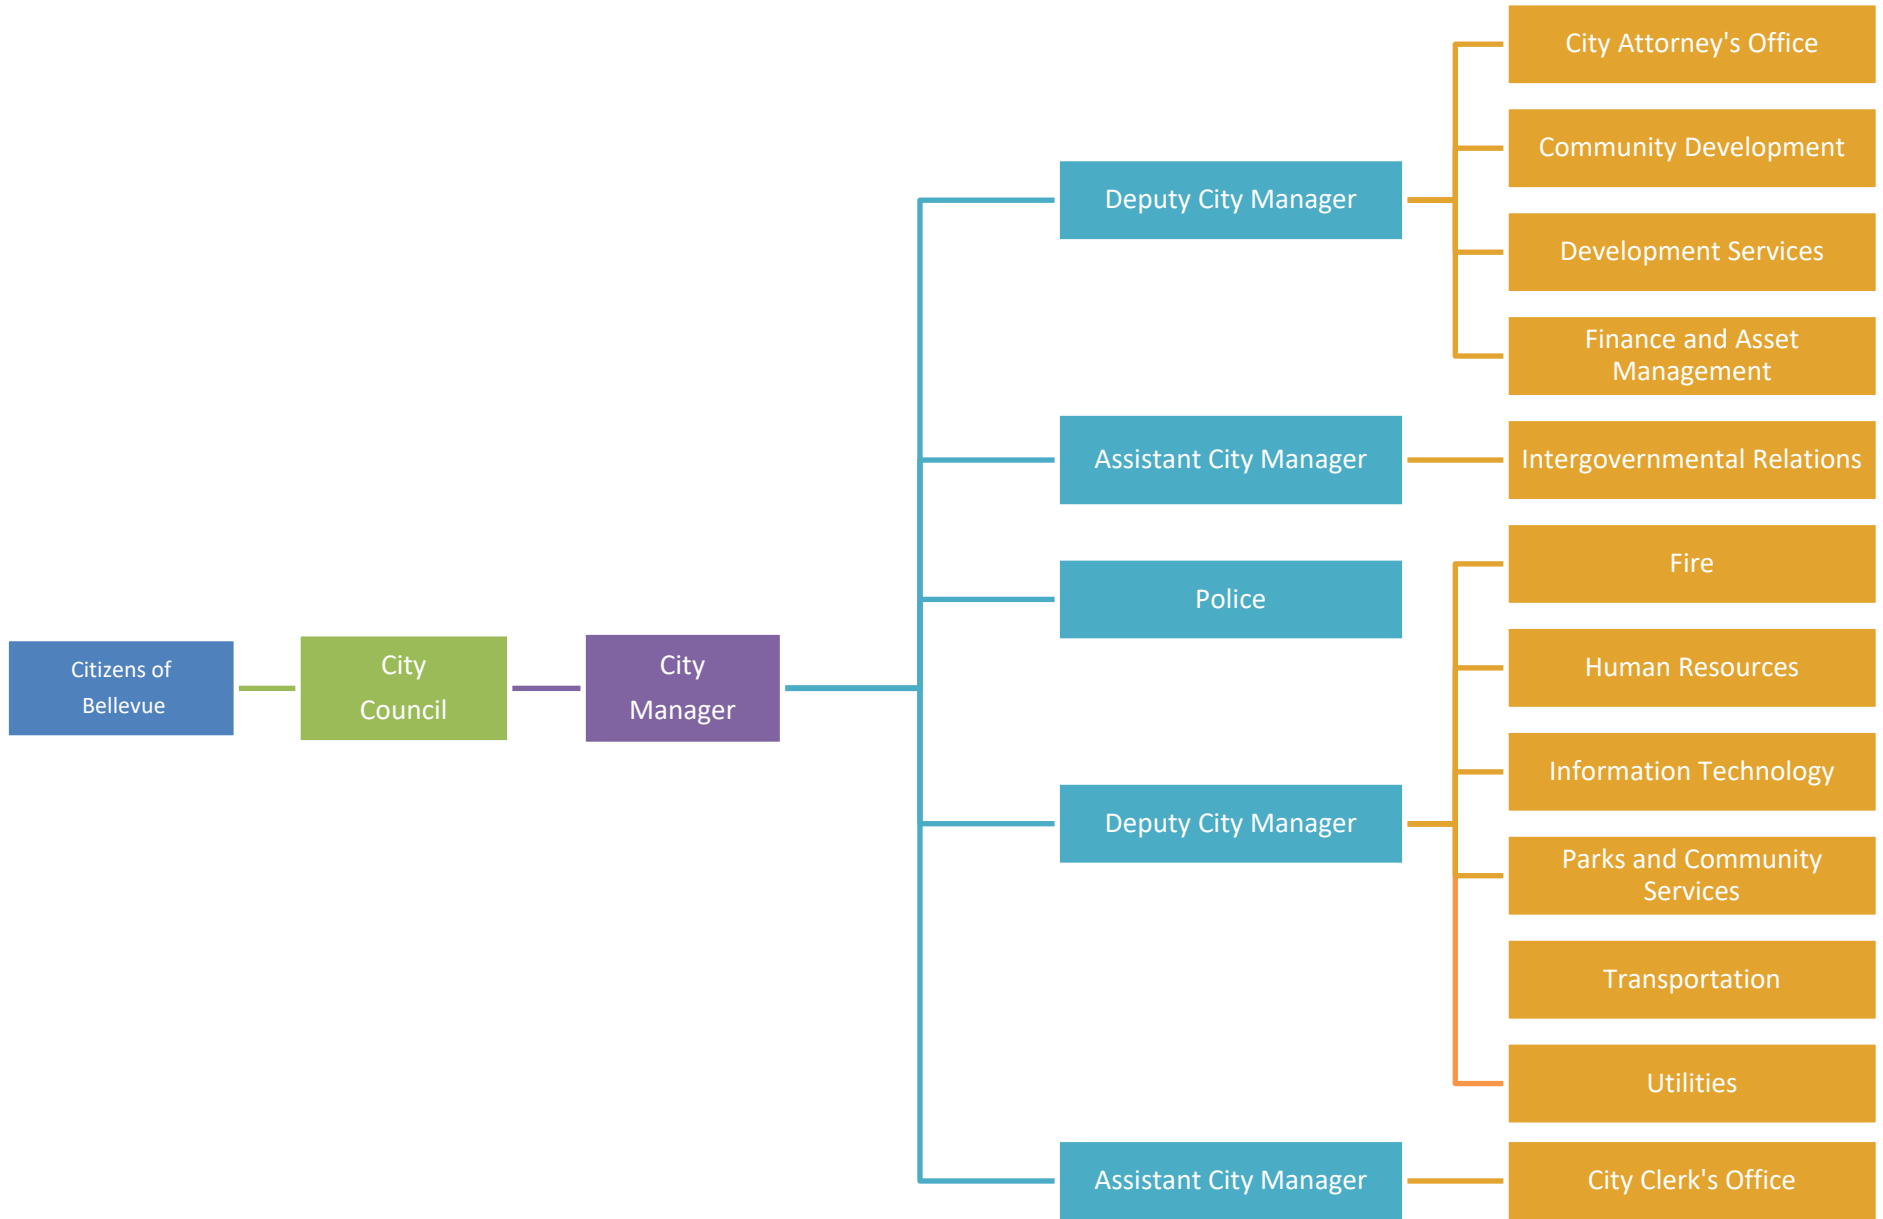 Citizens of
Bellevue
City
Council
City
Manager
Deputy City Manager
City Attorney's Office
Community Development
Development Services
Finance and Asset
Management
Assistant City Manager
Intergovernmental Relations
Police
Deputy City Manager
Fire
Human Resources
Information Technology
Parks and Community
Services
Transportation
Utilities
Assistant City Manager
City Clerk's Office